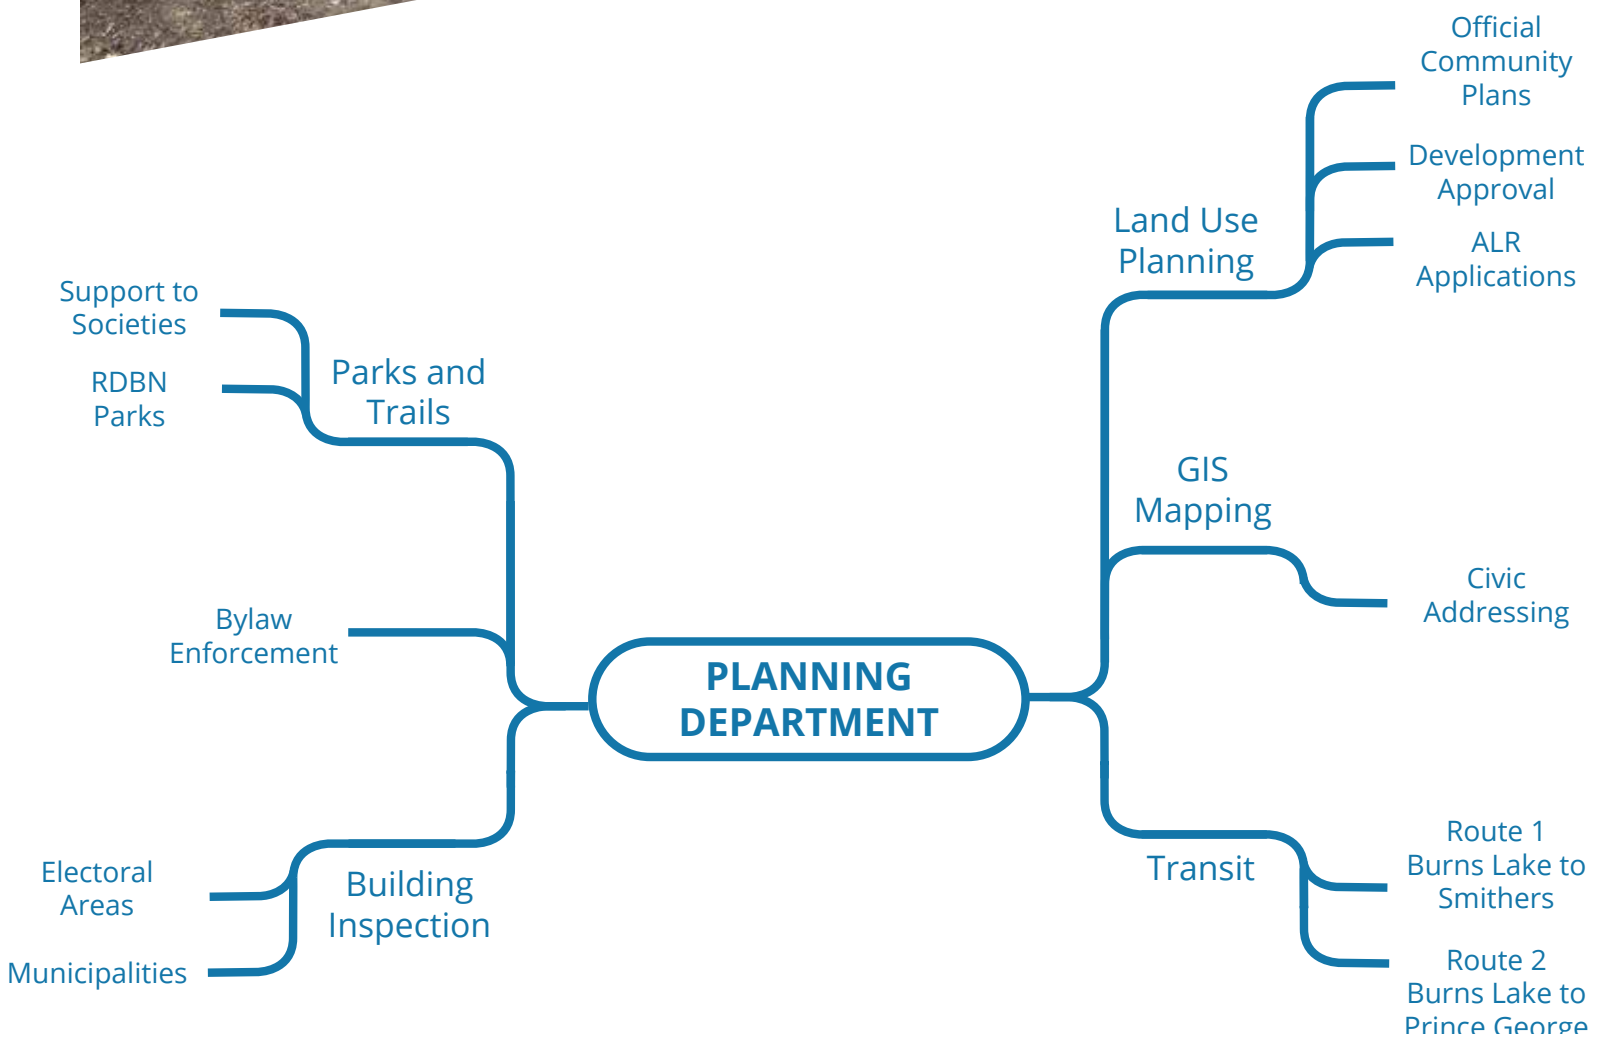 Official
Community
Plans
Development
Approval
ALR
Applications
Land Use
Planning
Support to
Societies
RDBN
Parks
Parks and
Trails
GIS
Mapping
Civic
Addressing
Bylaw
Enforcement
PLANNING
DEPARTMENT
Electoral
Areas
Municipalities
Building
Inspection
Transit
Route 1
Burns Lake to
Smithers
Route 2
Burns Lake to
Prince George